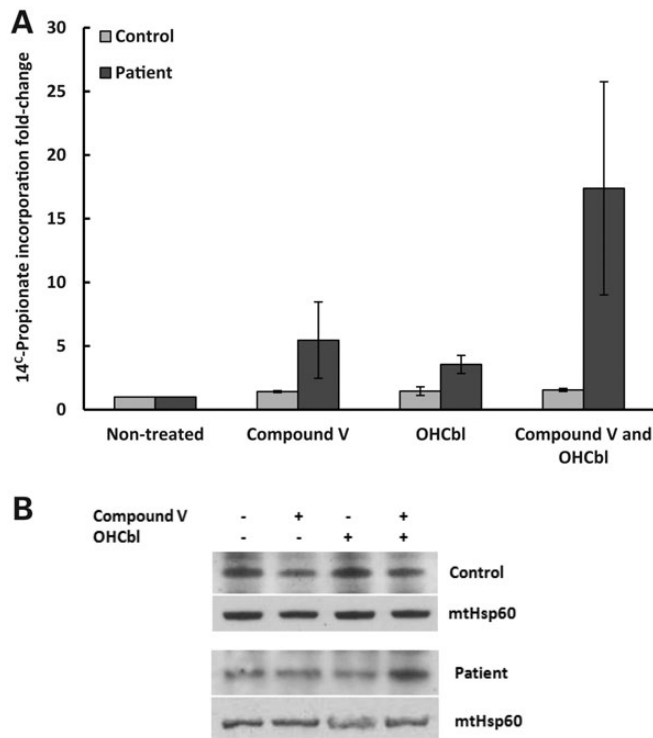 A
14C-Propionate incorporation fold-change
30
25
20
15
10
5
0
Control
Patient
Non-treated
Compound V
OHCbl
Compound V and
OHCbl
B
Compound V - + - +
OHCbl - - + +
Control
mtHsp60
Patient
mtHsp60